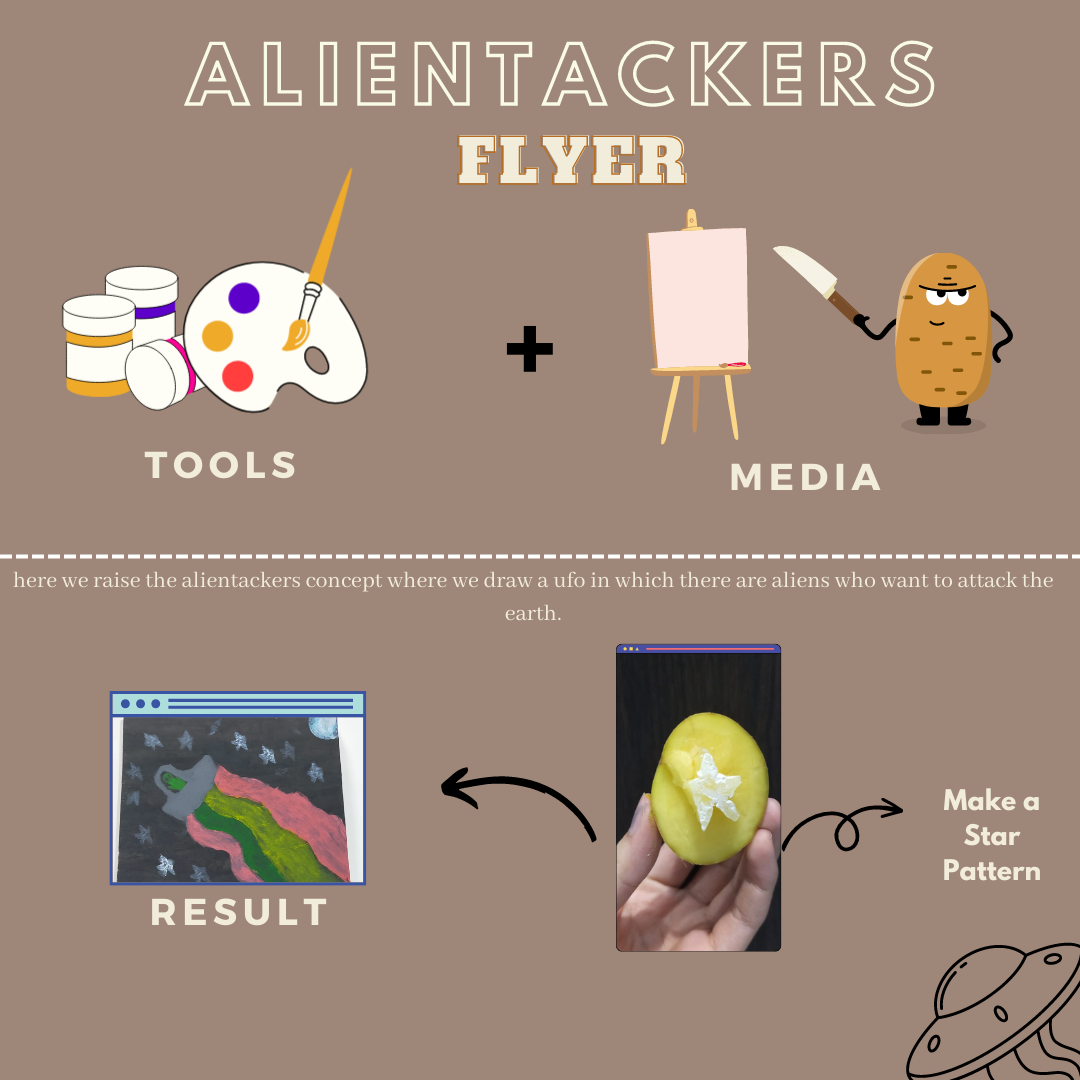 ALIENTACKERS
FLYER
TOOLS
MEDIA
here we raise the alientackers concept where we draw a ufo in which there are aliens who want to attack the
earth.
Make a
Star
Pattern
RESULT